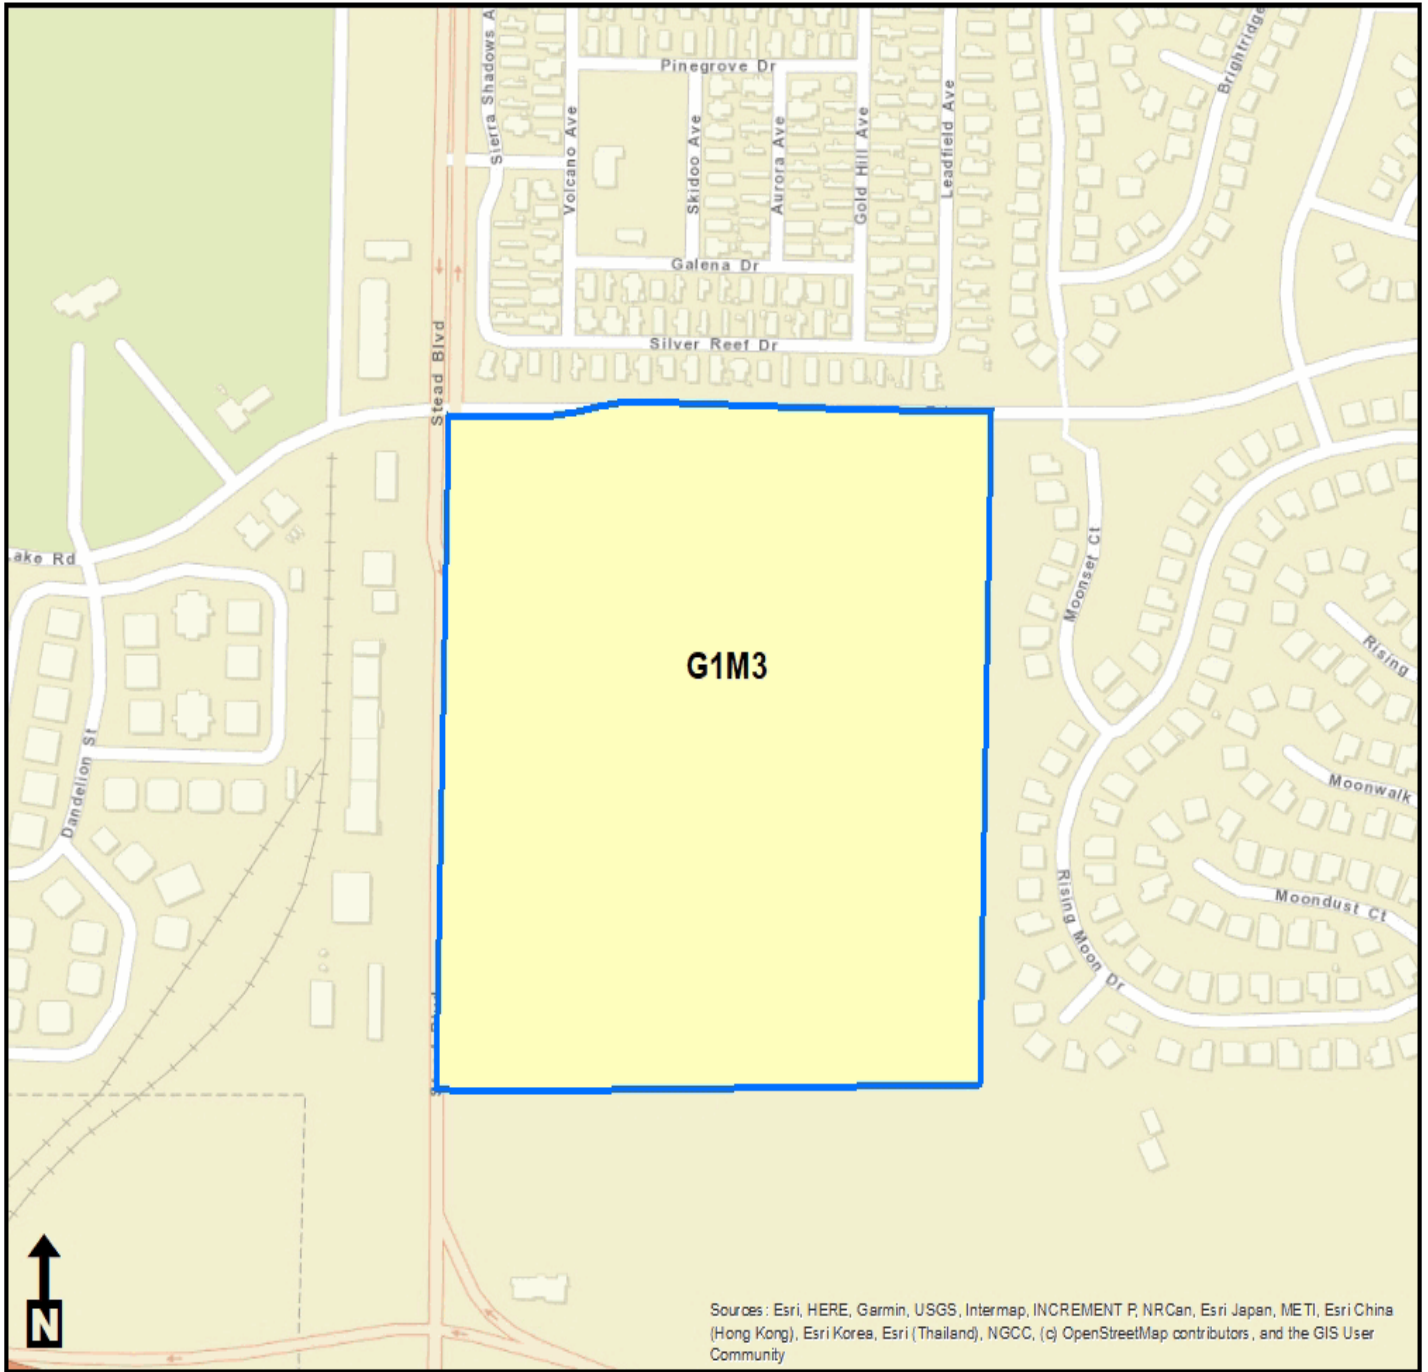 Sierra Shadows A
Pinegrove Dr
Brightridge
Volcano Ave
Skidoo Ave
Aurora Ave
Gold Hill Ave
Leadfield Ave
Galena Dr
Silver Reef Dr
Stead Blvd
ake Rd
Moonset Ct
Rising
G1M3
Dandelion St
Moonwalk
Moondust Ct
Rising Moon Dr
N
Sources: Esri, HERE, Garmin, USGS, Intermap, INCREMENT P, NRCan, Esri Japan, METI, Esri China
(Hong Kong), Esri Korea, Esri (Thailand), NGCC, (c) OpenStreetMap contributors, and the GIS User
Community